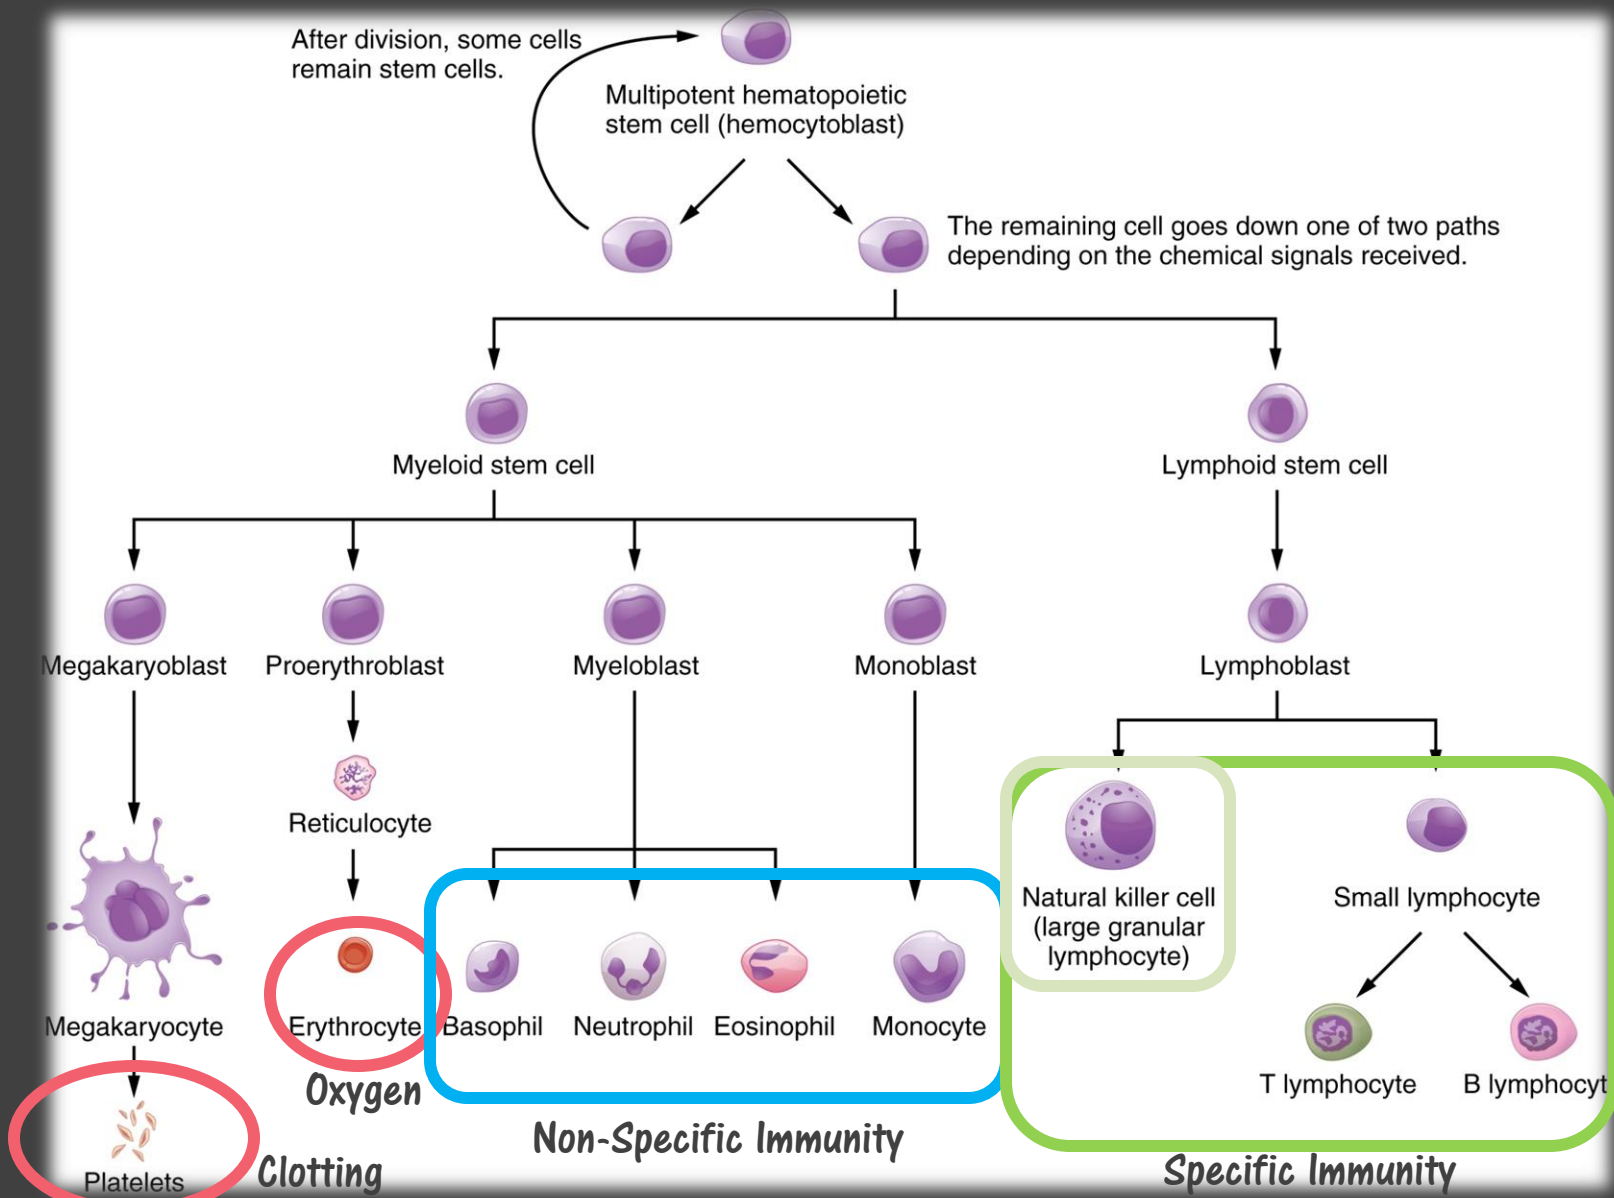 After division, some cells
remain stem cells.
Multipotent hematopoietic
stem cell (hemocytoblast)
The remaining cell goes down one of two paths
depending on the chemical signals received.
Myeloid stem cell
Lymphoid stem cell
Megakaryoblast
Proerythroblast
Myeloblast
Monoblast
Lymphoblast
Reticulocyte
Natural killer cell
(large granular
lymphocyte)
Small lymphocyte
Megakaryocyte
Erythrocyte
Basophil
Neutrophil
Eosinophil
Monocyte
T lymphocyte
B lymphocyt
Oxygen
Non-Specific Immunity
Platelets
Clotting
Specific Immunity